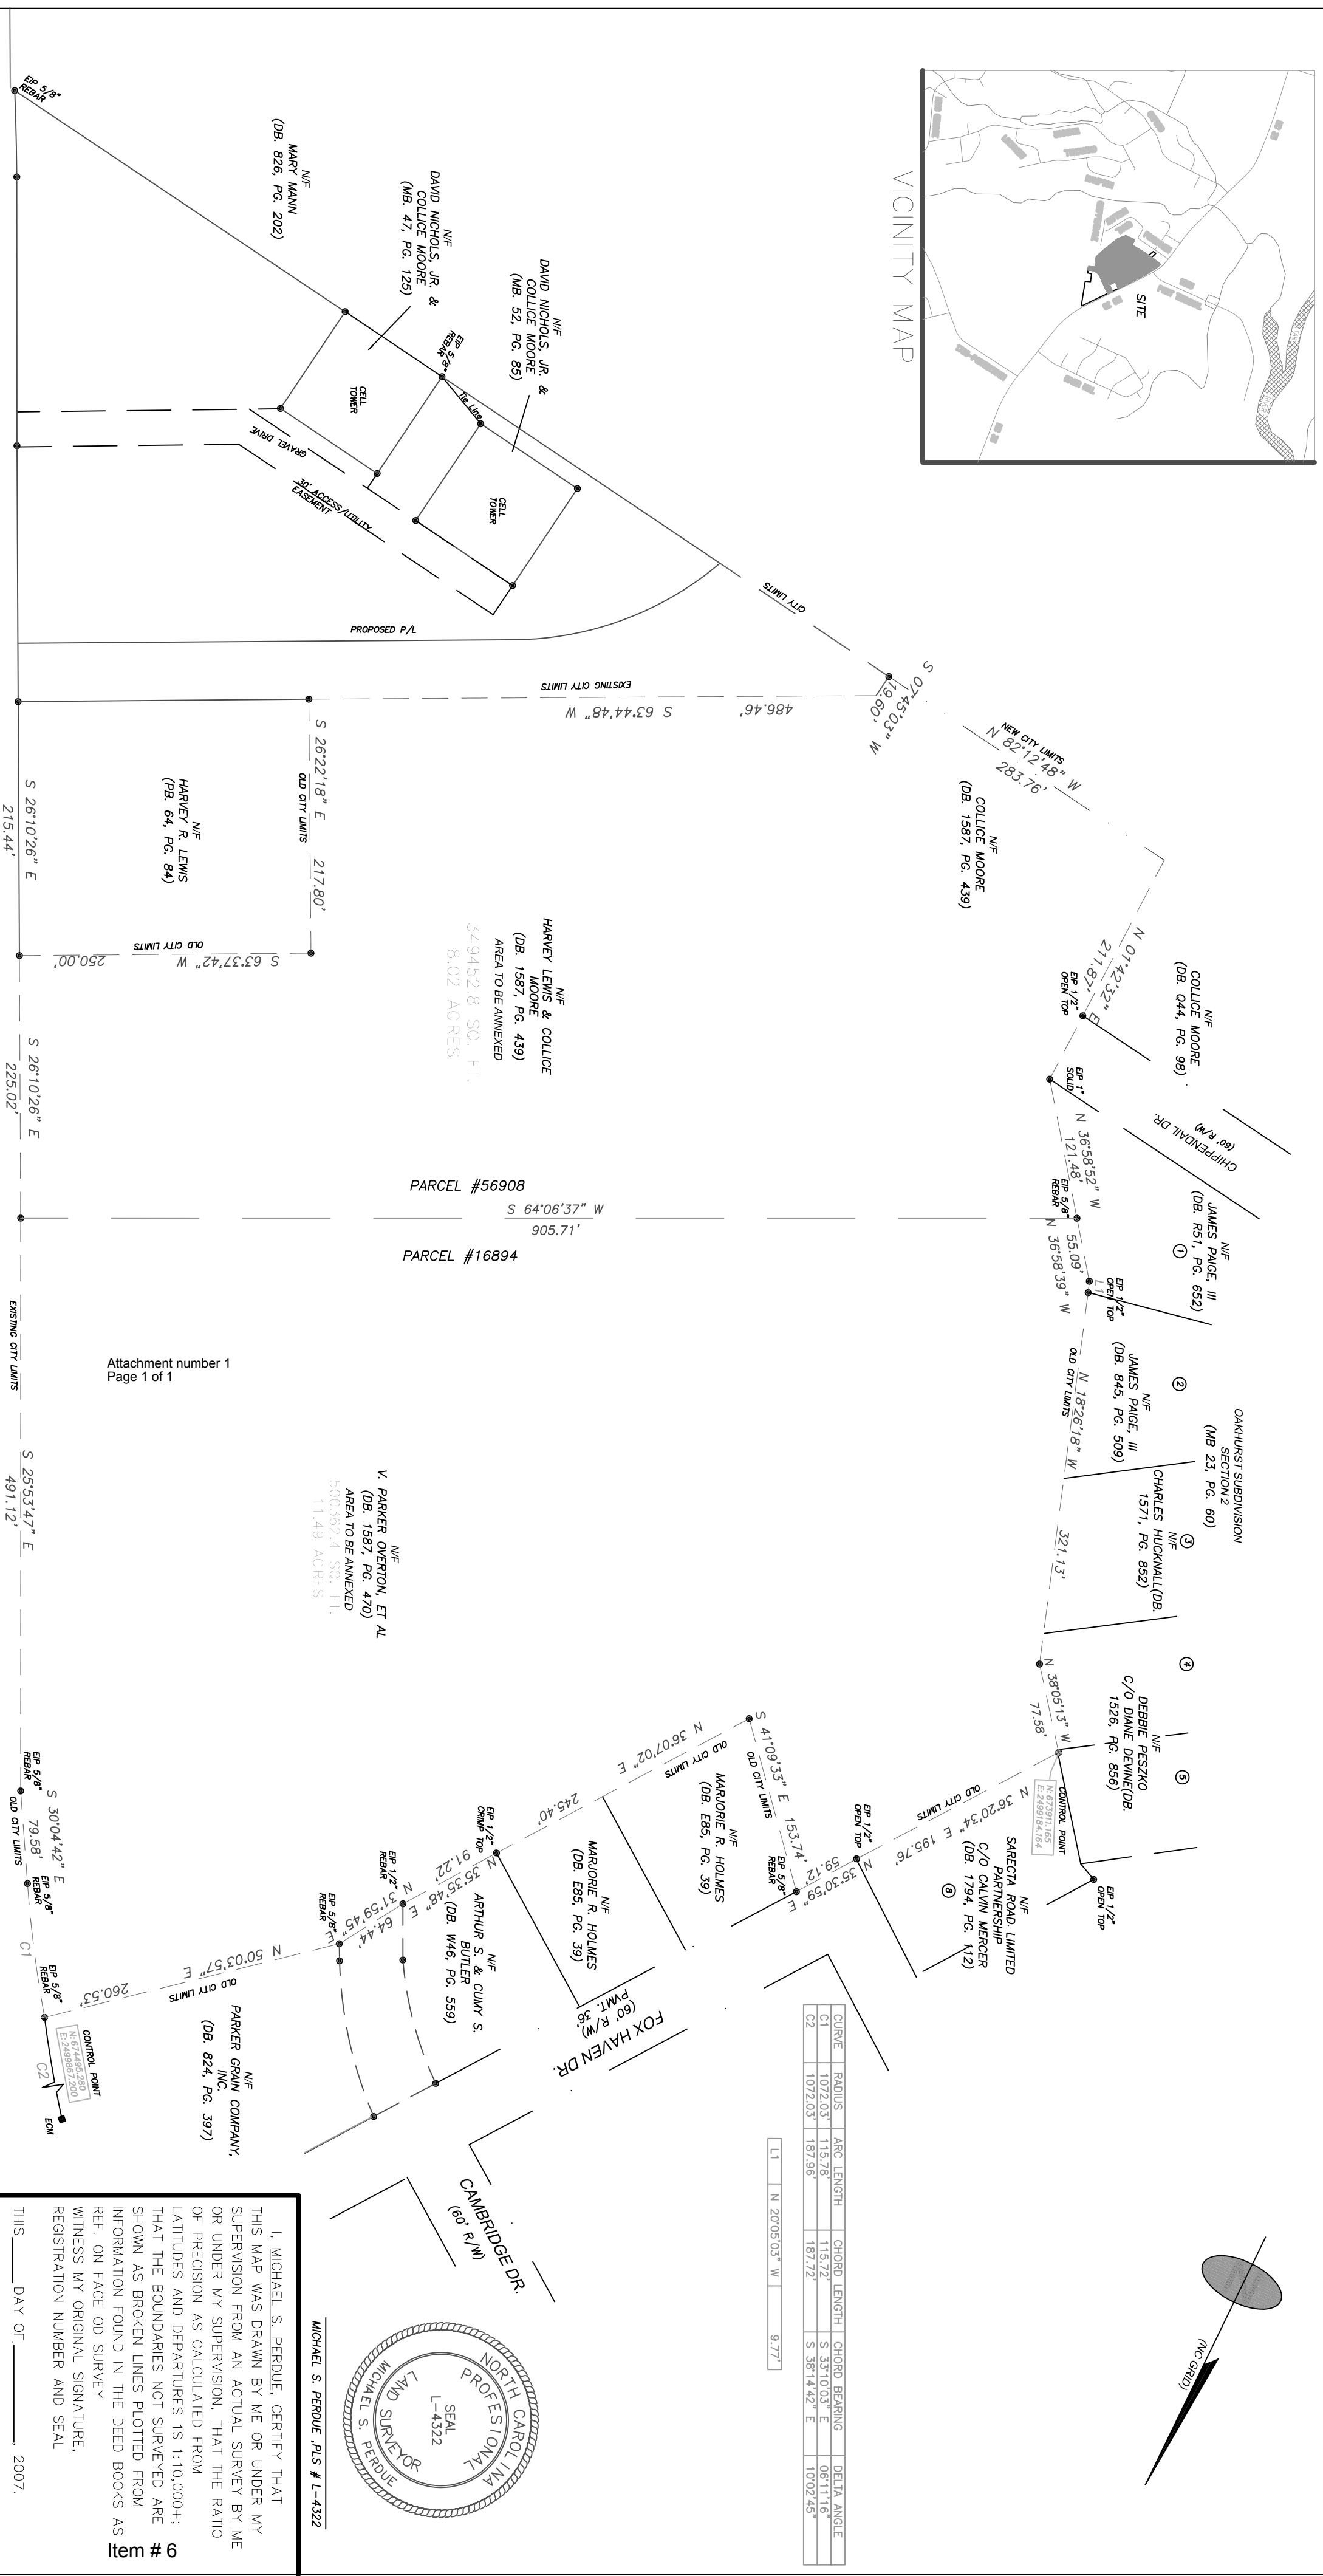 VICINITY MAP
SITE
EIP 5/8"
REBAR
N/F
MARY MANN
(DB. 826, PG. 202)
N/F
DAVID NICHOLS, JR. &
COLLICE MOORE
(MB. 47, PG. 125)
N/F
DAVID NICHOLS, JR. &
COLLICE MOORE
(MB. 52, PG. 85)
EIP 5/8"
REBAR
Tie Line
CELL
TOWER
CELL
TOWER
GRAVEL DRIVE
30' ACCESS/UTILITY
EASEMENT
PROPOSED P/L
CITY LIMITS
EXISTING CITY LIMITS
S 63°44'48" W
486.46'
S 07°45'03" W
19.60'
NEW CITY LIMITS
N 82°12'48" W
283.76'
N/F
COLLICE MOORE
(DB. 1587, PG. 439)
N 01°42'32" E
211.87'
EIP 1/2"
OPEN TOP
N/F
COLLICE MOORE
(DB. Q44, PG. 98)
EIP 1"
SOLID
CHIPPENDAIL DR.
(60' R/W)
N 36°58'52" W
121.48'
EIP 5/8"
REBAR
55.09'
N 36°58'39" W
L1
EIP 1/2"
OPEN TOP
N/F
JAMES PAIGE, III
(DB. R51, PG. 652)
1
N/F
JAMES PAIGE, III
(DB. 845, PG. 509)
2
OAKHURST SUBDIVISION
SECTION 2
(MB 23, PG. 60)
N 18°26'18" W
321.13'
OLD CITY LIMITS
N/F
CHARLES HUCKNALL(DB.
1571, PG. 852)
3
4
N 38°05'13" W
77.58'
N/F
DEBBIE PESZKO
C/O DIANE DEVINE(DB.
1526, PG. 856)
5
CONTROL POINT
N:673911.165
E:2499184.164
EIP 1/2"
OPEN TOP
OLD CITY LIMITS
N 36°20'34" E 195.76'
N/F
SARECTA ROAD LIMITED
PARTNERSHIP
C/O CALVIN MERCER
(DB. 1794, PG. 112)
8
EIP 1/2"
OPEN TOP
N 35°30'59" E
59.12'
EIP 5/8"
REBAR
S 41°09'33" E 153.74'
OLD CITY LIMITS
N/F
MARJORIE R. HOLMES
(DB. E85, PG. 39)
N 36°07'02" E
245.40'
OLD CITY LIMITS
N/F
MARJORIE R. HOLMES
(DB. E85, PG. 39)
EIP 1/2"
CRIMP TOP
N 35°35'48" E
91.22'
N/F
ARTHUR S. & CUMY S.
BUTLER
(DB. W46, PG. 559)
EIP 1/2"
REBAR
N 31°59'45" E
64.44'
EIP 5/8"
REBAR
FOX HAVEN DR.
(60' R/W)
PVMT. 36'
CAMBRIDGE DR.
(60' R/W)
N 50°03'57" E
260.53'
OLD CITY LIMITS
N/F
PARKER GRAIN COMPANY,
INC.
(DB. 824, PG. 397)
CONTROL POINT
N:674495.280
E:2499867.200
C2
ECM
EIP 5/8"
REBAR
C1
EIP 5/8"
REBAR
S 30°04'42" E
79.58'
OLD CITY LIMITS
EIP 5/8"
REBAR
S 25°53'47" E
491.12'
EXISTING CITY LIMITS
S 26°10'26" E
225.02'
S 26°10'26" E
215.44'
S 26°22'18" E 217.80'
OLD CITY LIMITS
N/F
HARVEY R. LEWIS
(PB. 64, PG. 84)
OLD CITY LIMITS
S 63°37'42" W
250.00'
N/F
HARVEY LEWIS & COLLICE
MOORE
(DB. 1587, PG. 439)
AREA TO BE ANNEXED
349452.8 SQ. FT.
8.02 ACRES
PARCEL #56908
S 64°06'37" W
905.71'
PARCEL #16894
Attachment number 1
Page 1 of 1
N/F
V. PARKER OVERTON, ET AL
(DB. 1587, PG. 470)
AREA TO BE ANNEXED
500362.4 SQ. FT.
11.49 ACRES
CURVE RADIUS ARC LENGTH CHORD LENGTH CHORD BEARING DELTA ANGLE
C1 1072.03' 115.78' 115.72' S 33°10'03" E 06°11'16"
C2 1072.03' 187.96' 187.72' S 38°14'42" E 10°02'45"
L1 N 20°05'03" W 9.77'
(NC GRID)
NORTH CAROLINA
PROFESIONAL
SEAL
L-4322
LAND SURVEYOR
MICHAEL S. PERDUE
MICHAEL S. PERDUE ,PLS # L-4322
I, MICHAEL S. PERDUE, CERTIFY THAT
THIS MAP WAS DRAWN BY ME OR UNDER MY
SUPERVISION FROM AN ACTUAL SURVEY BY ME
OR UNDER MY SUPERVISION, THAT THE RATIO
OF PRECISION AS CALCULATED FROM
LATITUDES AND DEPARTURES IS 1:10,000+;
THAT THE BOUNDARIES NOT SURVEYED ARE
SHOWN AS BROKEN LINES PLOTTED FROM
INFORMATION FOUND IN THE DEED BOOKS AS
REF. ON FACE OD SURVEY
WITNESS MY ORIGINAL SIGNATURE,
REGISTRATION NUMBER AND SEAL
THIS DAY OF , 2007.
Item # 6